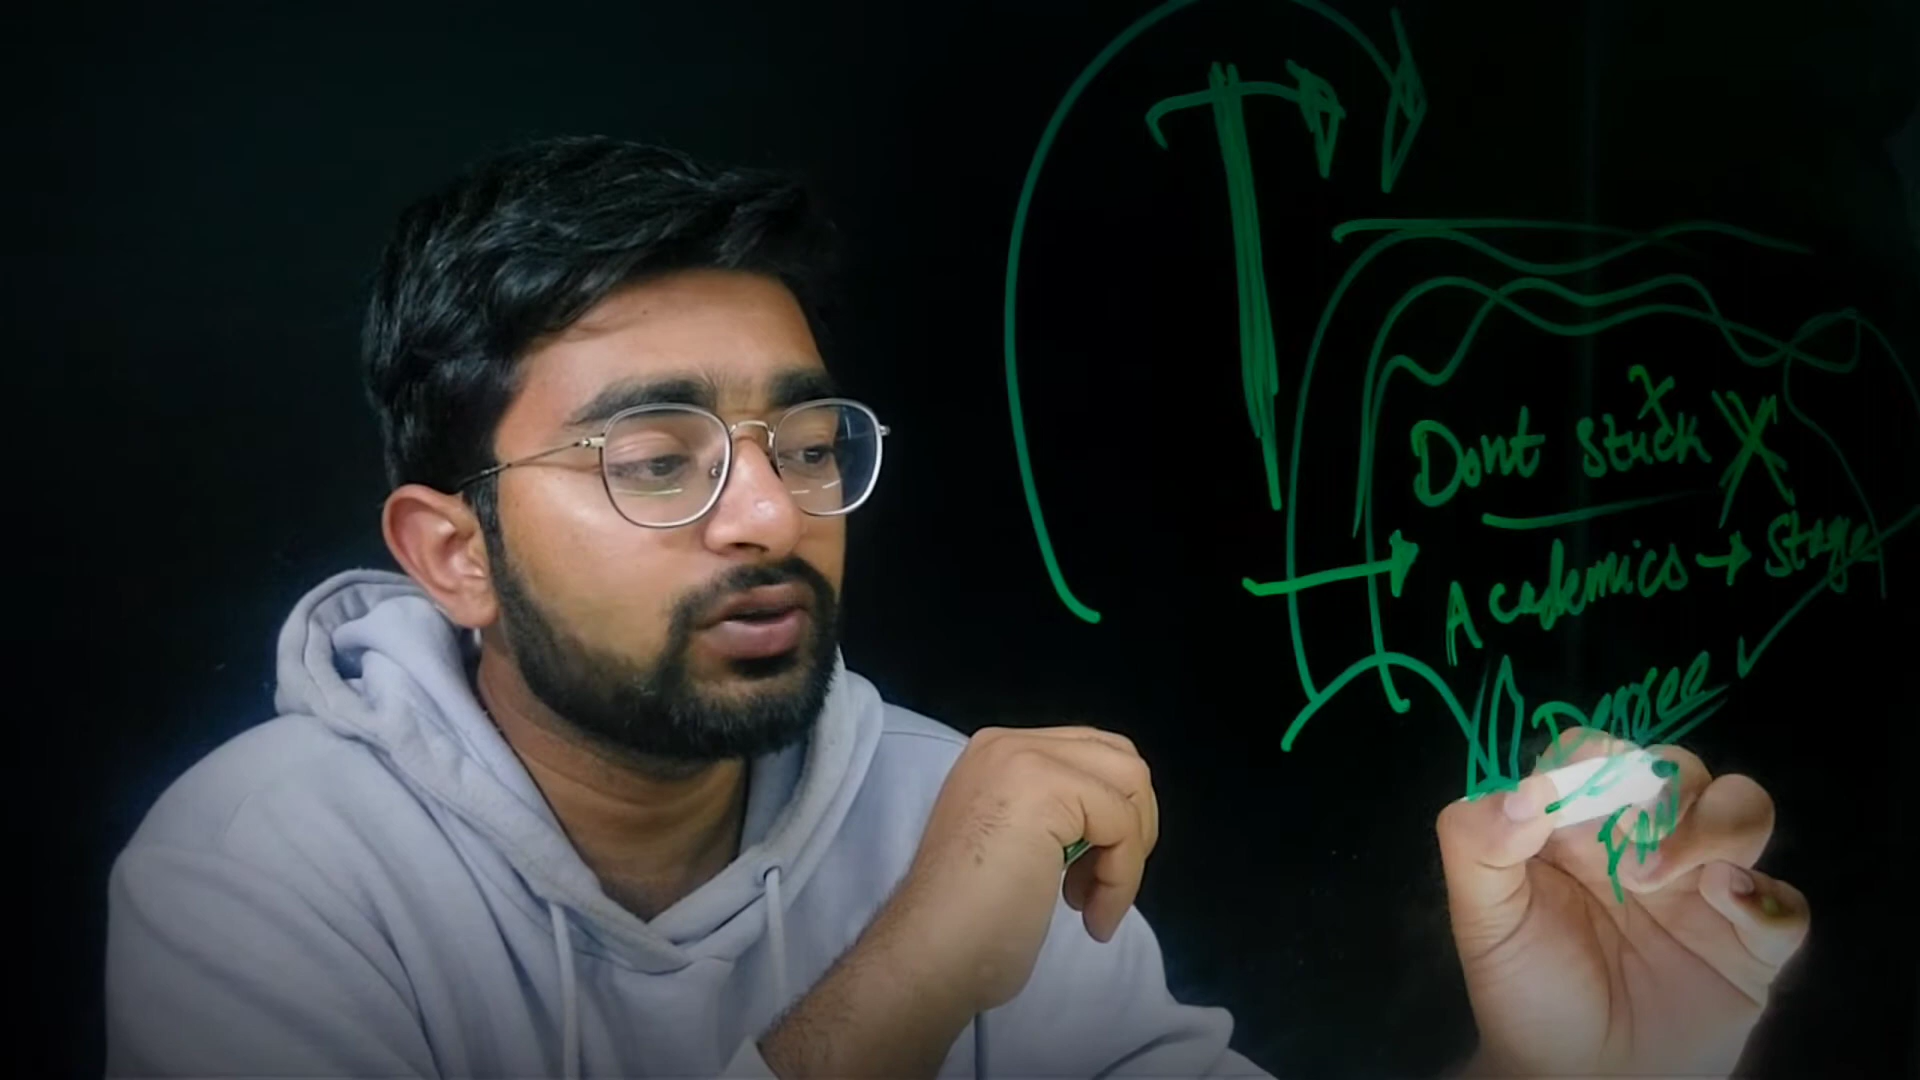 Dont stuck X
Academics → Stage
Degree ✓